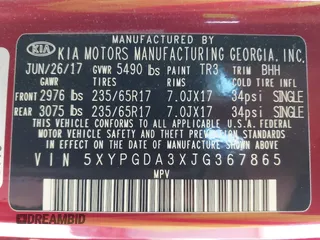 MANUFACTURED BY
KIA KIA MOTORS MANUFACTURING GEORGIA, INC.
JUN/26/17 GVWR 5490 lbs PAINT TR3 TRIM BHH
GAWR TIRES RIMS COLD TIRE INFL
FRONT 2976 lbs 235/65R17 7.0JX17 34psi SINGLE
REAR 3075 lbs 235/65R17 7.0JX17 34psi SINGLE
THIS VEHICLE CONFORMS TO ALL APPLICABLE U.S. FEDERAL MOTOR VEHICLE
SAFETY AND THEFT PREVENTION STANDARDS IN EFFECT ON THE DATE OF MANUFACTURE SHOWN ABOVE.
VIN 5XYPGDA3XJG367865
MPV
DREAMBID